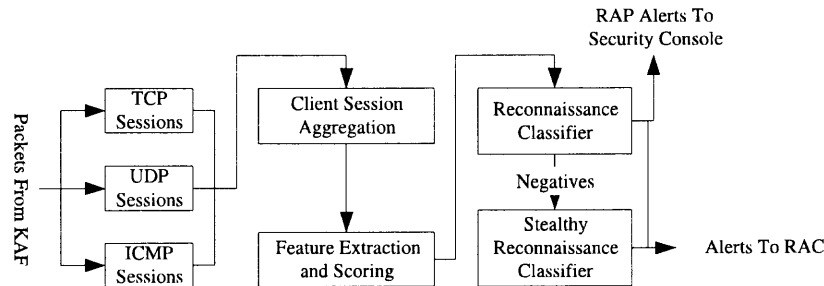 Packets From KAF
TCP
Sessions
UDP
Sessions
ICMP
Sessions
Client Session
Aggregation
Feature Extraction
and Scoring
RAP Alerts To
Security Console
Reconnaissance
Classifier
Negatives
Stealthy
Reconnaissance
Classifier
Alerts To RAC